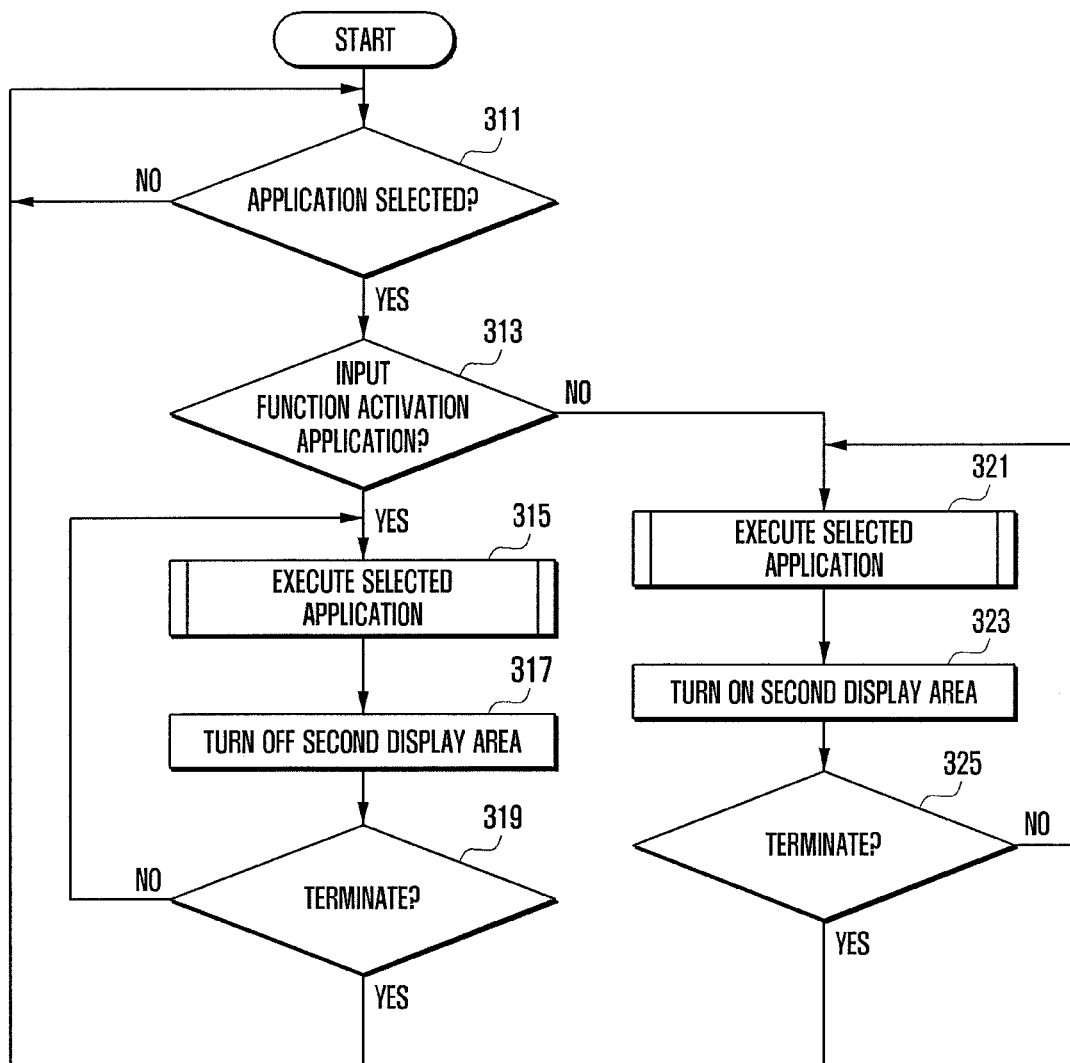 START
311
APPLICATION SELECTED?
NO
YES
313
INPUT
FUNCTION ACTIVATION
APPLICATION?
NO
YES
315
EXECUTE SELECTED
APPLICATION
317
TURN OFF SECOND DISPLAY AREA
319
TERMINATE?
NO
YES
321
EXECUTE SELECTED
APPLICATION
323
TURN ON SECOND DISPLAY AREA
325
TERMINATE?
NO
YES